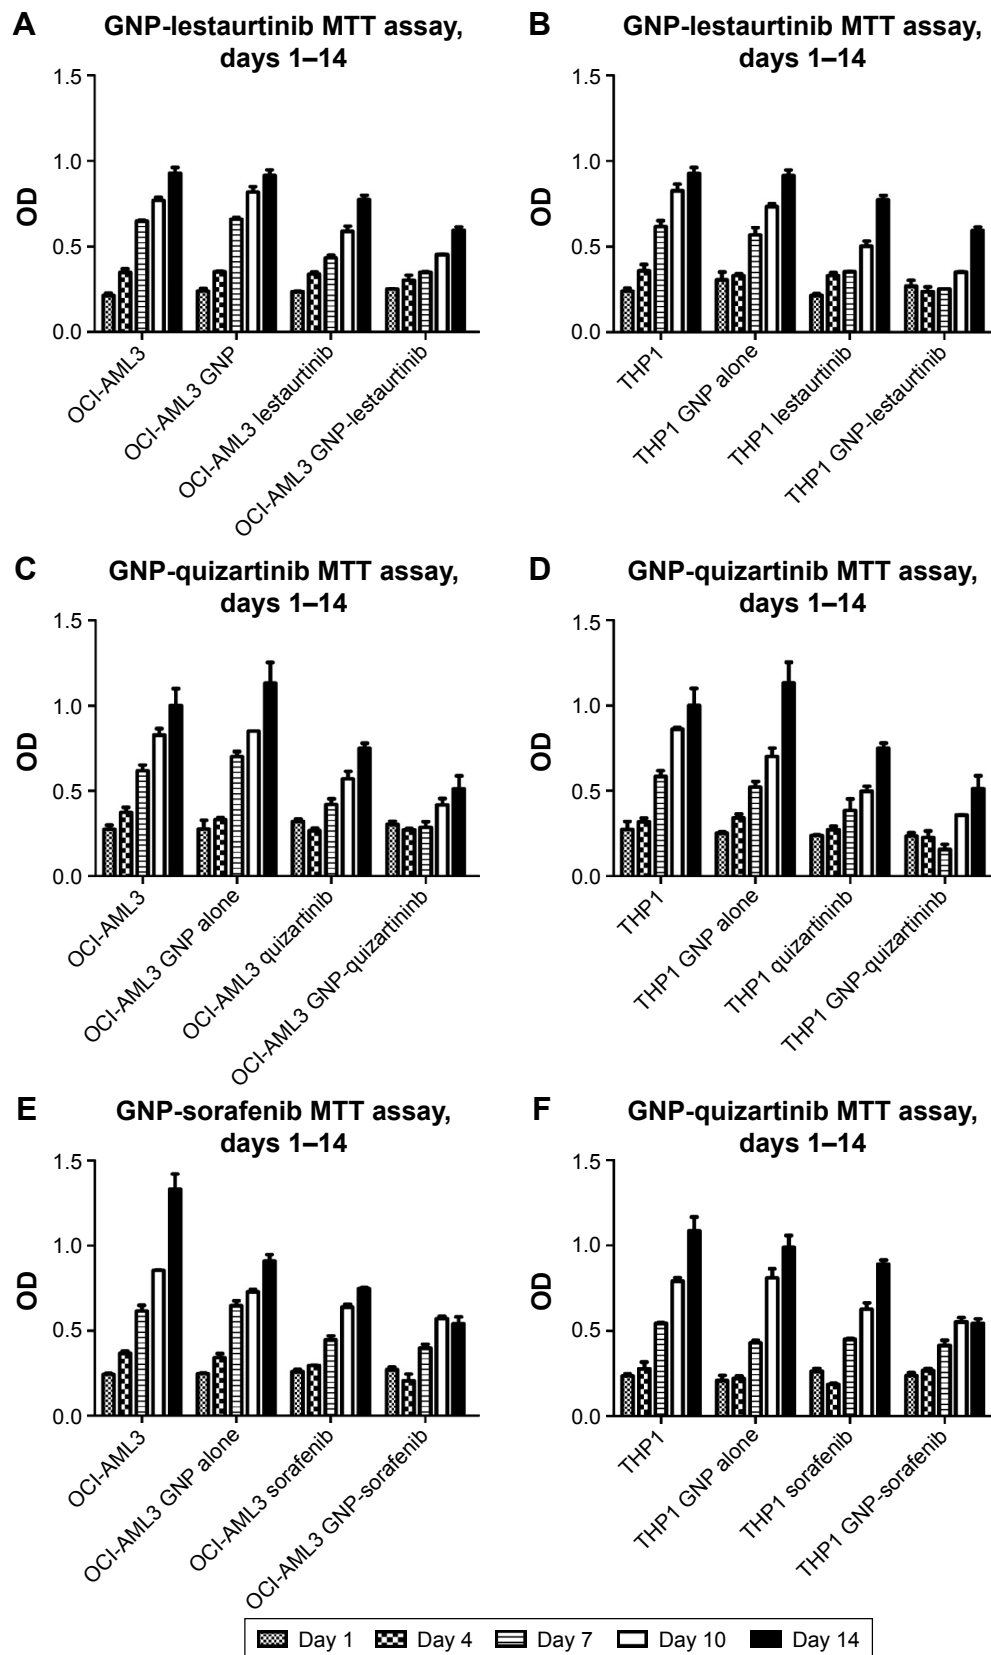 A
GNP-lestaurtinib MTT assay,
days 1–14
OD
1.5
1.0
0.5
0.0
OCI-AML3
OCI-AML3 GNP
OCI-AML3 lestaurtinib
OCI-AML3 GNP-lestaurtinib
B
GNP-lestaurtinib MTT assay,
days 1–14
OD
1.5
1.0
0.5
0.0
THP1
THP1 GNP alone
THP1 lestaurtinib
THP1 GNP-lestaurtinib
C
GNP-quizartinib MTT assay,
days 1–14
OD
1.5
1.0
0.5
0.0
OCI-AML3
OCI-AML3 GNP alone
OCI-AML3 quizartinib
OCI-AML3 GNP-quizartininb
D
GNP-quizartinib MTT assay,
days 1–14
OD
1.5
1.0
0.5
0.0
THP1
THP1 GNP alone
THP1 quizartininb
THP1 GNP-quizartininb
E
GNP-sorafenib MTT assay,
days 1–14
OD
1.5
1.0
0.5
0.0
OCI-AML3
OCI-AML3 GNP alone
OCI-AML3 sorafenib
OCI-AML3 GNP-sorafenib
F
GNP-quizartinib MTT assay,
days 1–14
OD
1.5
1.0
0.5
0.0
THP1
THP1 GNP alone
THP1 sorafenib
THP1 GNP-sorafenib
Day 1 Day 4 Day 7 Day 10 Day 14